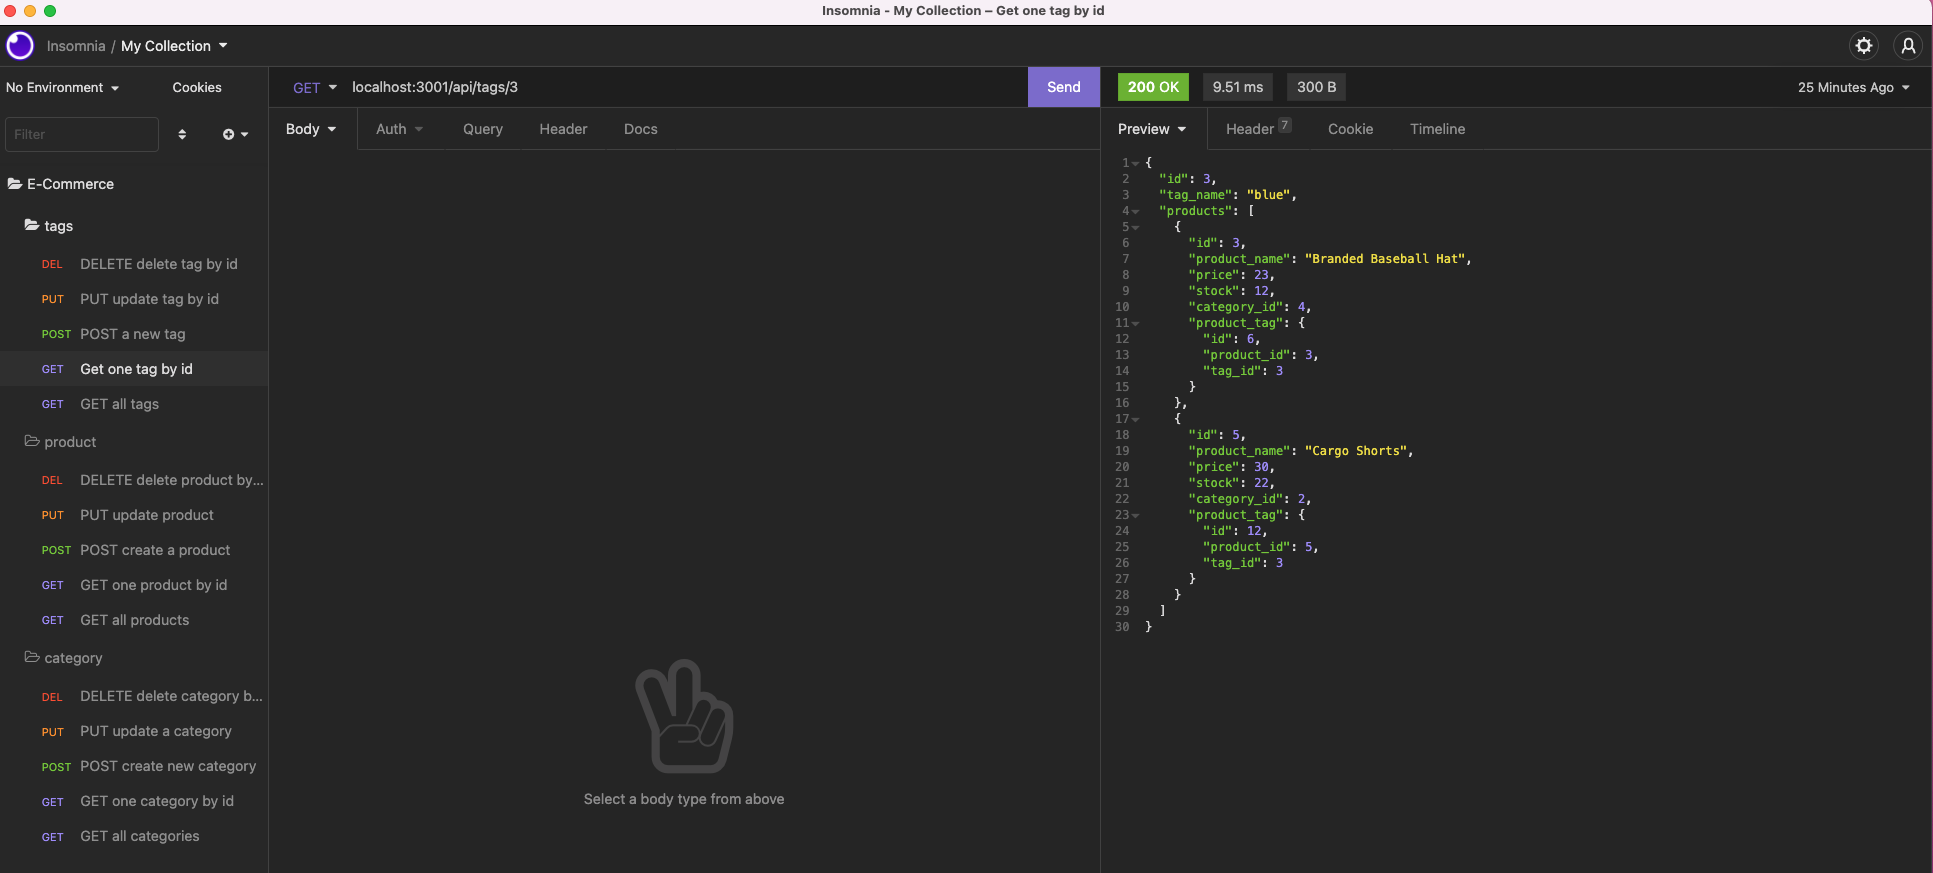 Insomnia - My Collection – Get one tag by id
Insomnia / My Collection
No Environment
Cookies
Filter
E-Commerce
tags
DEL DELETE delete tag by id
PUT PUT update tag by id
POST POST a new tag
GET Get one tag by id
GET GET all tags
product
DEL DELETE delete product by...
PUT PUT update product
POST POST create a product
GET GET one product by id
GET GET all products
category
DEL DELETE delete category b...
PUT PUT update a category
POST POST create new category
GET GET one category by id
GET GET all categories
GET localhost:3001/api/tags/3 Send
Body Auth Query Header Docs
Select a body type from above
200 OK 9.51 ms 300 B 25 Minutes Ago
Preview Header 7 Cookie Timeline
1 {
2 "id": 3,
3 "tag_name": "blue",
4 "products": [
5 {
6 "id": 3,
7 "product_name": "Branded Baseball Hat",
8 "price": 23,
9 "stock": 12,
10 "category_id": 4,
11 "product_tag": {
12 "id": 6,
13 "product_id": 3,
14 "tag_id": 3
15 }
16 },
17 {
18 "id": 5,
19 "product_name": "Cargo Shorts",
20 "price": 30,
21 "stock": 22,
22 "category_id": 2,
23 "product_tag": {
24 "id": 12,
25 "product_id": 5,
26 "tag_id": 3
27 }
28 }
29 ]
30 }